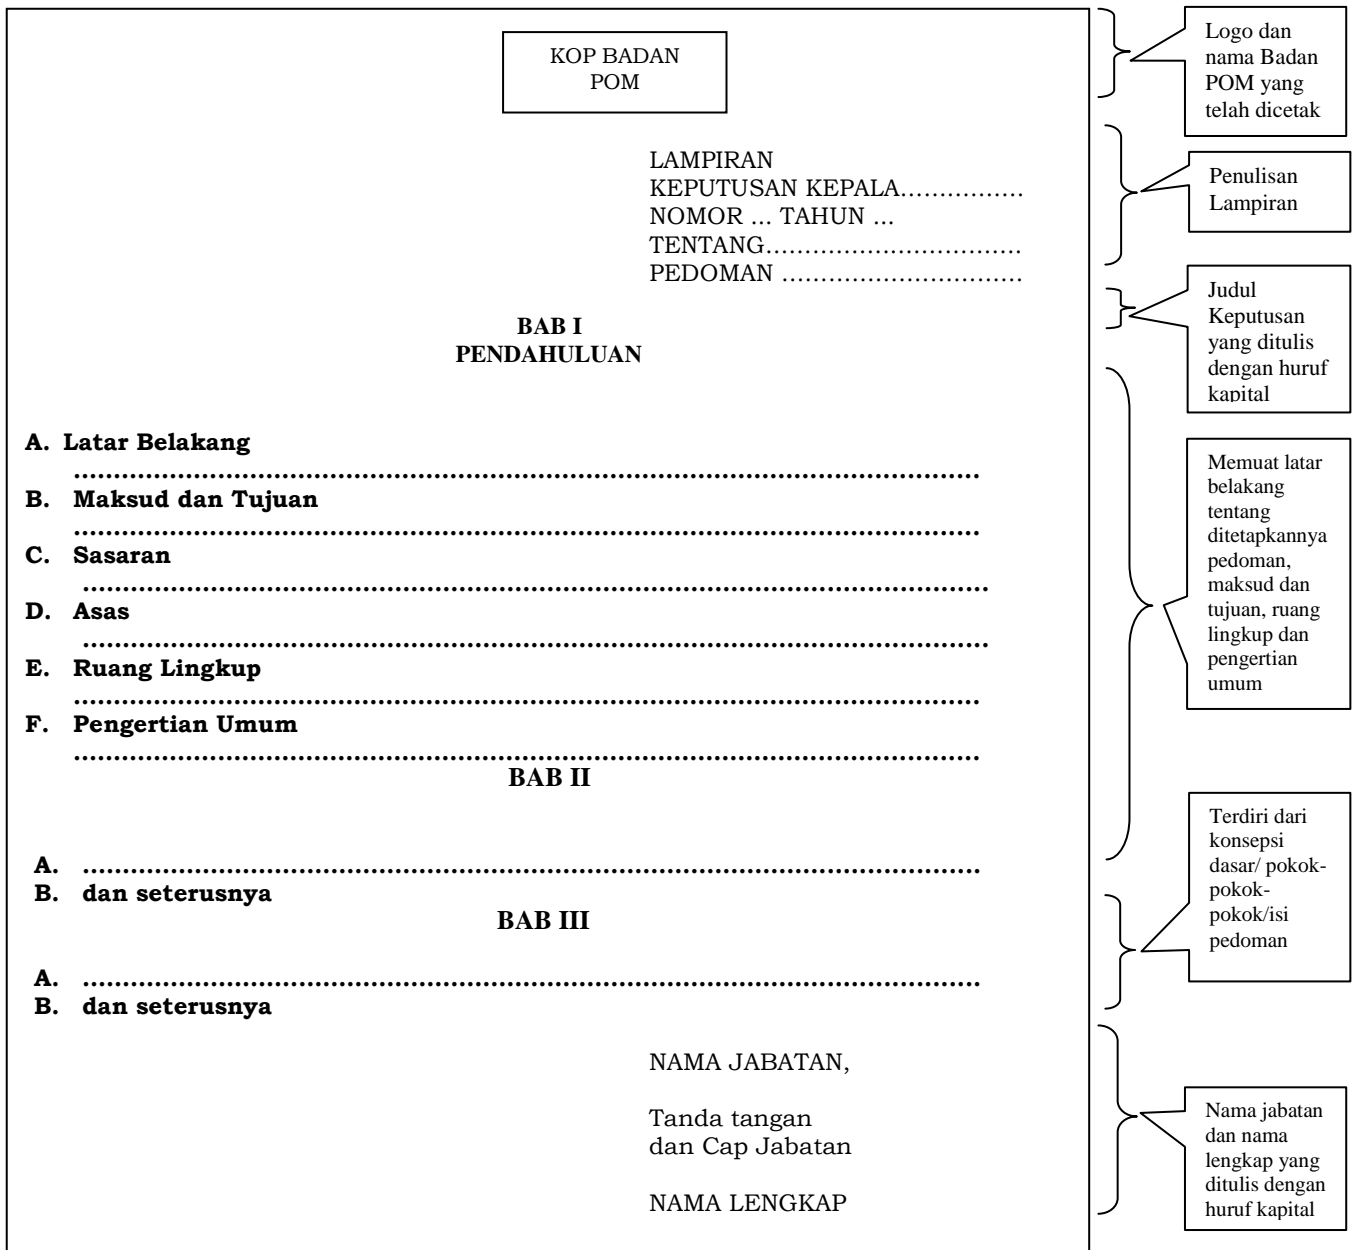 KOP BADAN
POM
LAMPIRAN
KEPUTUSAN KEPALA................
NOMOR ... TAHUN ...
TENTANG.................................
PEDOMAN ...............................
BAB I
PENDAHULUAN
A. Latar Belakang
....................................................................................................................
B. Maksud dan Tujuan
....................................................................................................................
C. Sasaran
....................................................................................................................
D. Asas
....................................................................................................................
E. Ruang Lingkup
....................................................................................................................
F. Pengertian Umum
....................................................................................................................
BAB II
A. ...................................................................................................................
B. dan seterusnya
BAB III
A. ...................................................................................................................
B. dan seterusnya
NAMA JABATAN,
Tanda tangan
dan Cap Jabatan
NAMA LENGKAP
Logo dan
nama Badan
POM yang
telah dicetak
Penulisan
Lampiran
Judul
Keputusan
yang ditulis
dengan huruf
kapital
Memuat latar
belakang
tentang
ditetapkannya
pedoman,
maksud dan
tujuan, ruang
lingkup dan
pengertian
umum
Terdiri dari
konsepsi
dasar/ pokok-
pokok-
pokok/isi
pedoman
Nama jabatan
dan nama
lengkap yang
ditulis dengan
huruf kapital